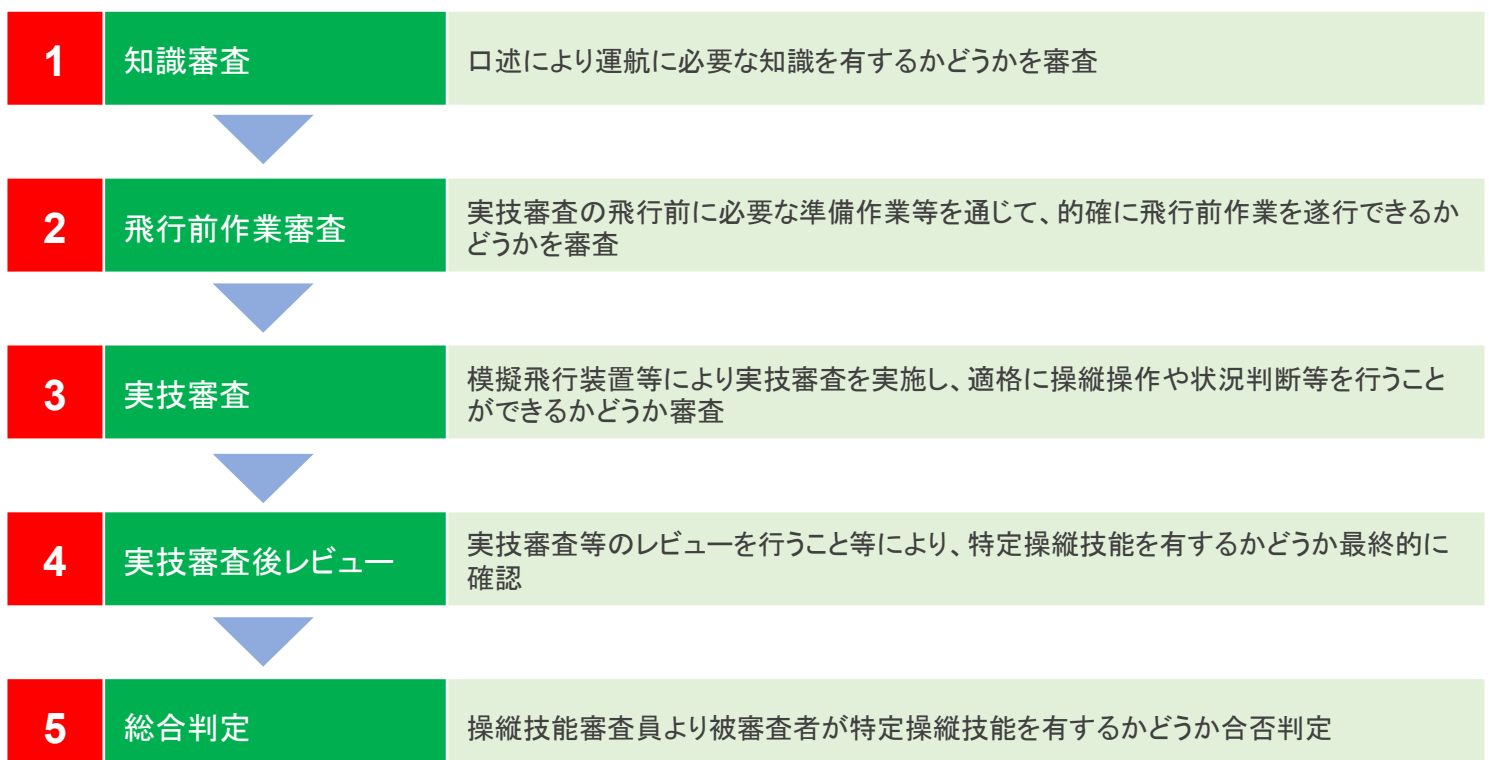 1
知識審査
口述により運航に必要な知識を有するかどうかを審査
2
飛行前作業審査
実技審査の飛行前に必要な準備作業等を通じて、的確に飛行前作業を遂行できるか
どうかを審査
3
実技審査
模擬飛行装置等により実技審査を実施し、適格に操縦操作や状況判断等を行うこと
ができるかどうか審査
4
実技審査後レビュー
実技審査等のレビューを行うこと等により、特定操縦技能を有するかどうか最終的に
確認
5
総合判定
操縦技能審査員より被審査者が特定操縦技能を有するかどうか合否判定